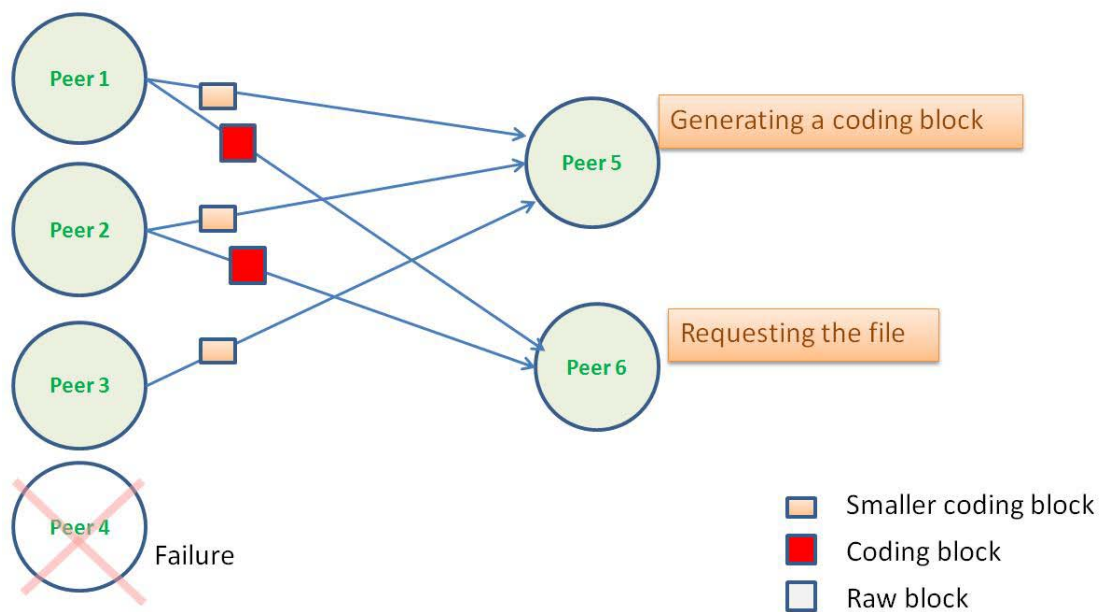 Peer 1
Generating a coding block
Peer 5
Peer 2
Requesting the file
Peer 3
Peer 6
Peer 4
Failure
Smaller coding block
Coding block
Raw block